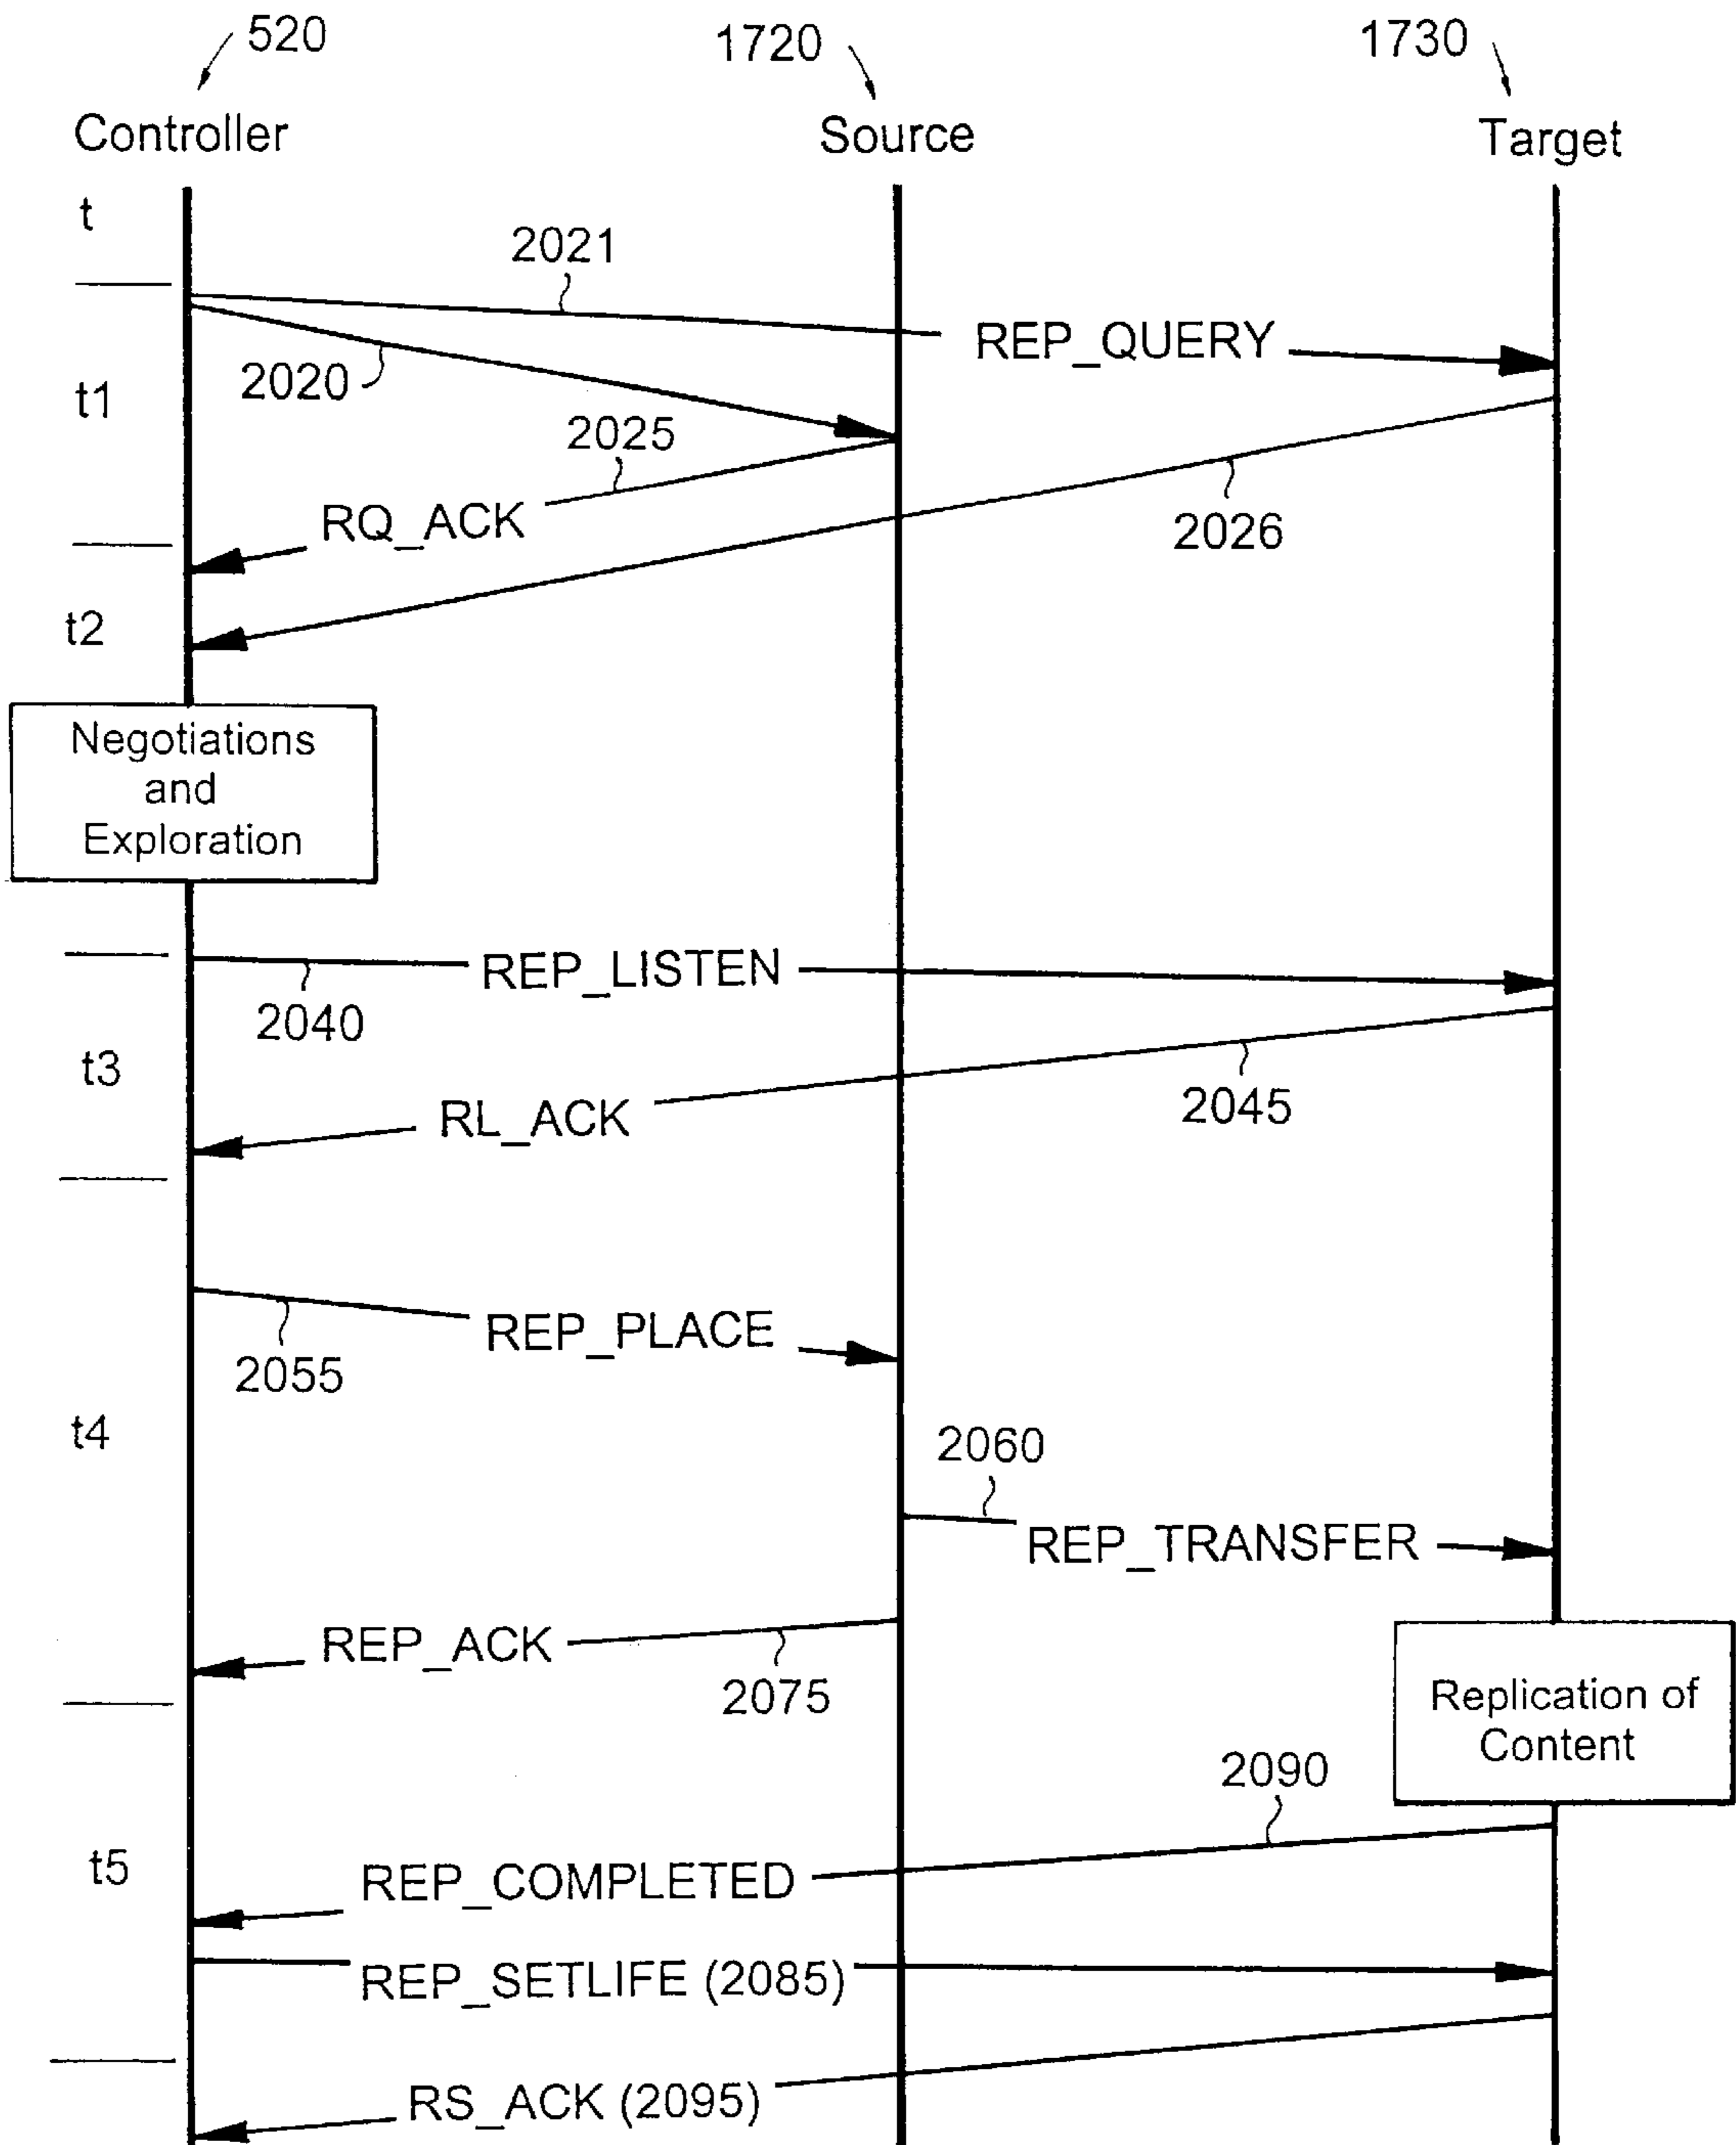 520
1720
1730
Controller
Source
Target
t
2021
REP_QUERY
2020
t1
2025
RQ_ACK
2026
t2
Negotiations
and
Exploration
REP_LISTEN
2040
t3
2045
RL_ACK
REP_PLACE
2055
t4
2060
REP_TRANSFER
REP_ACK
2075
Replication of
Content
2090
t5
REP_COMPLETED
REP_SETLIFE (2085)
RS_ACK (2095)